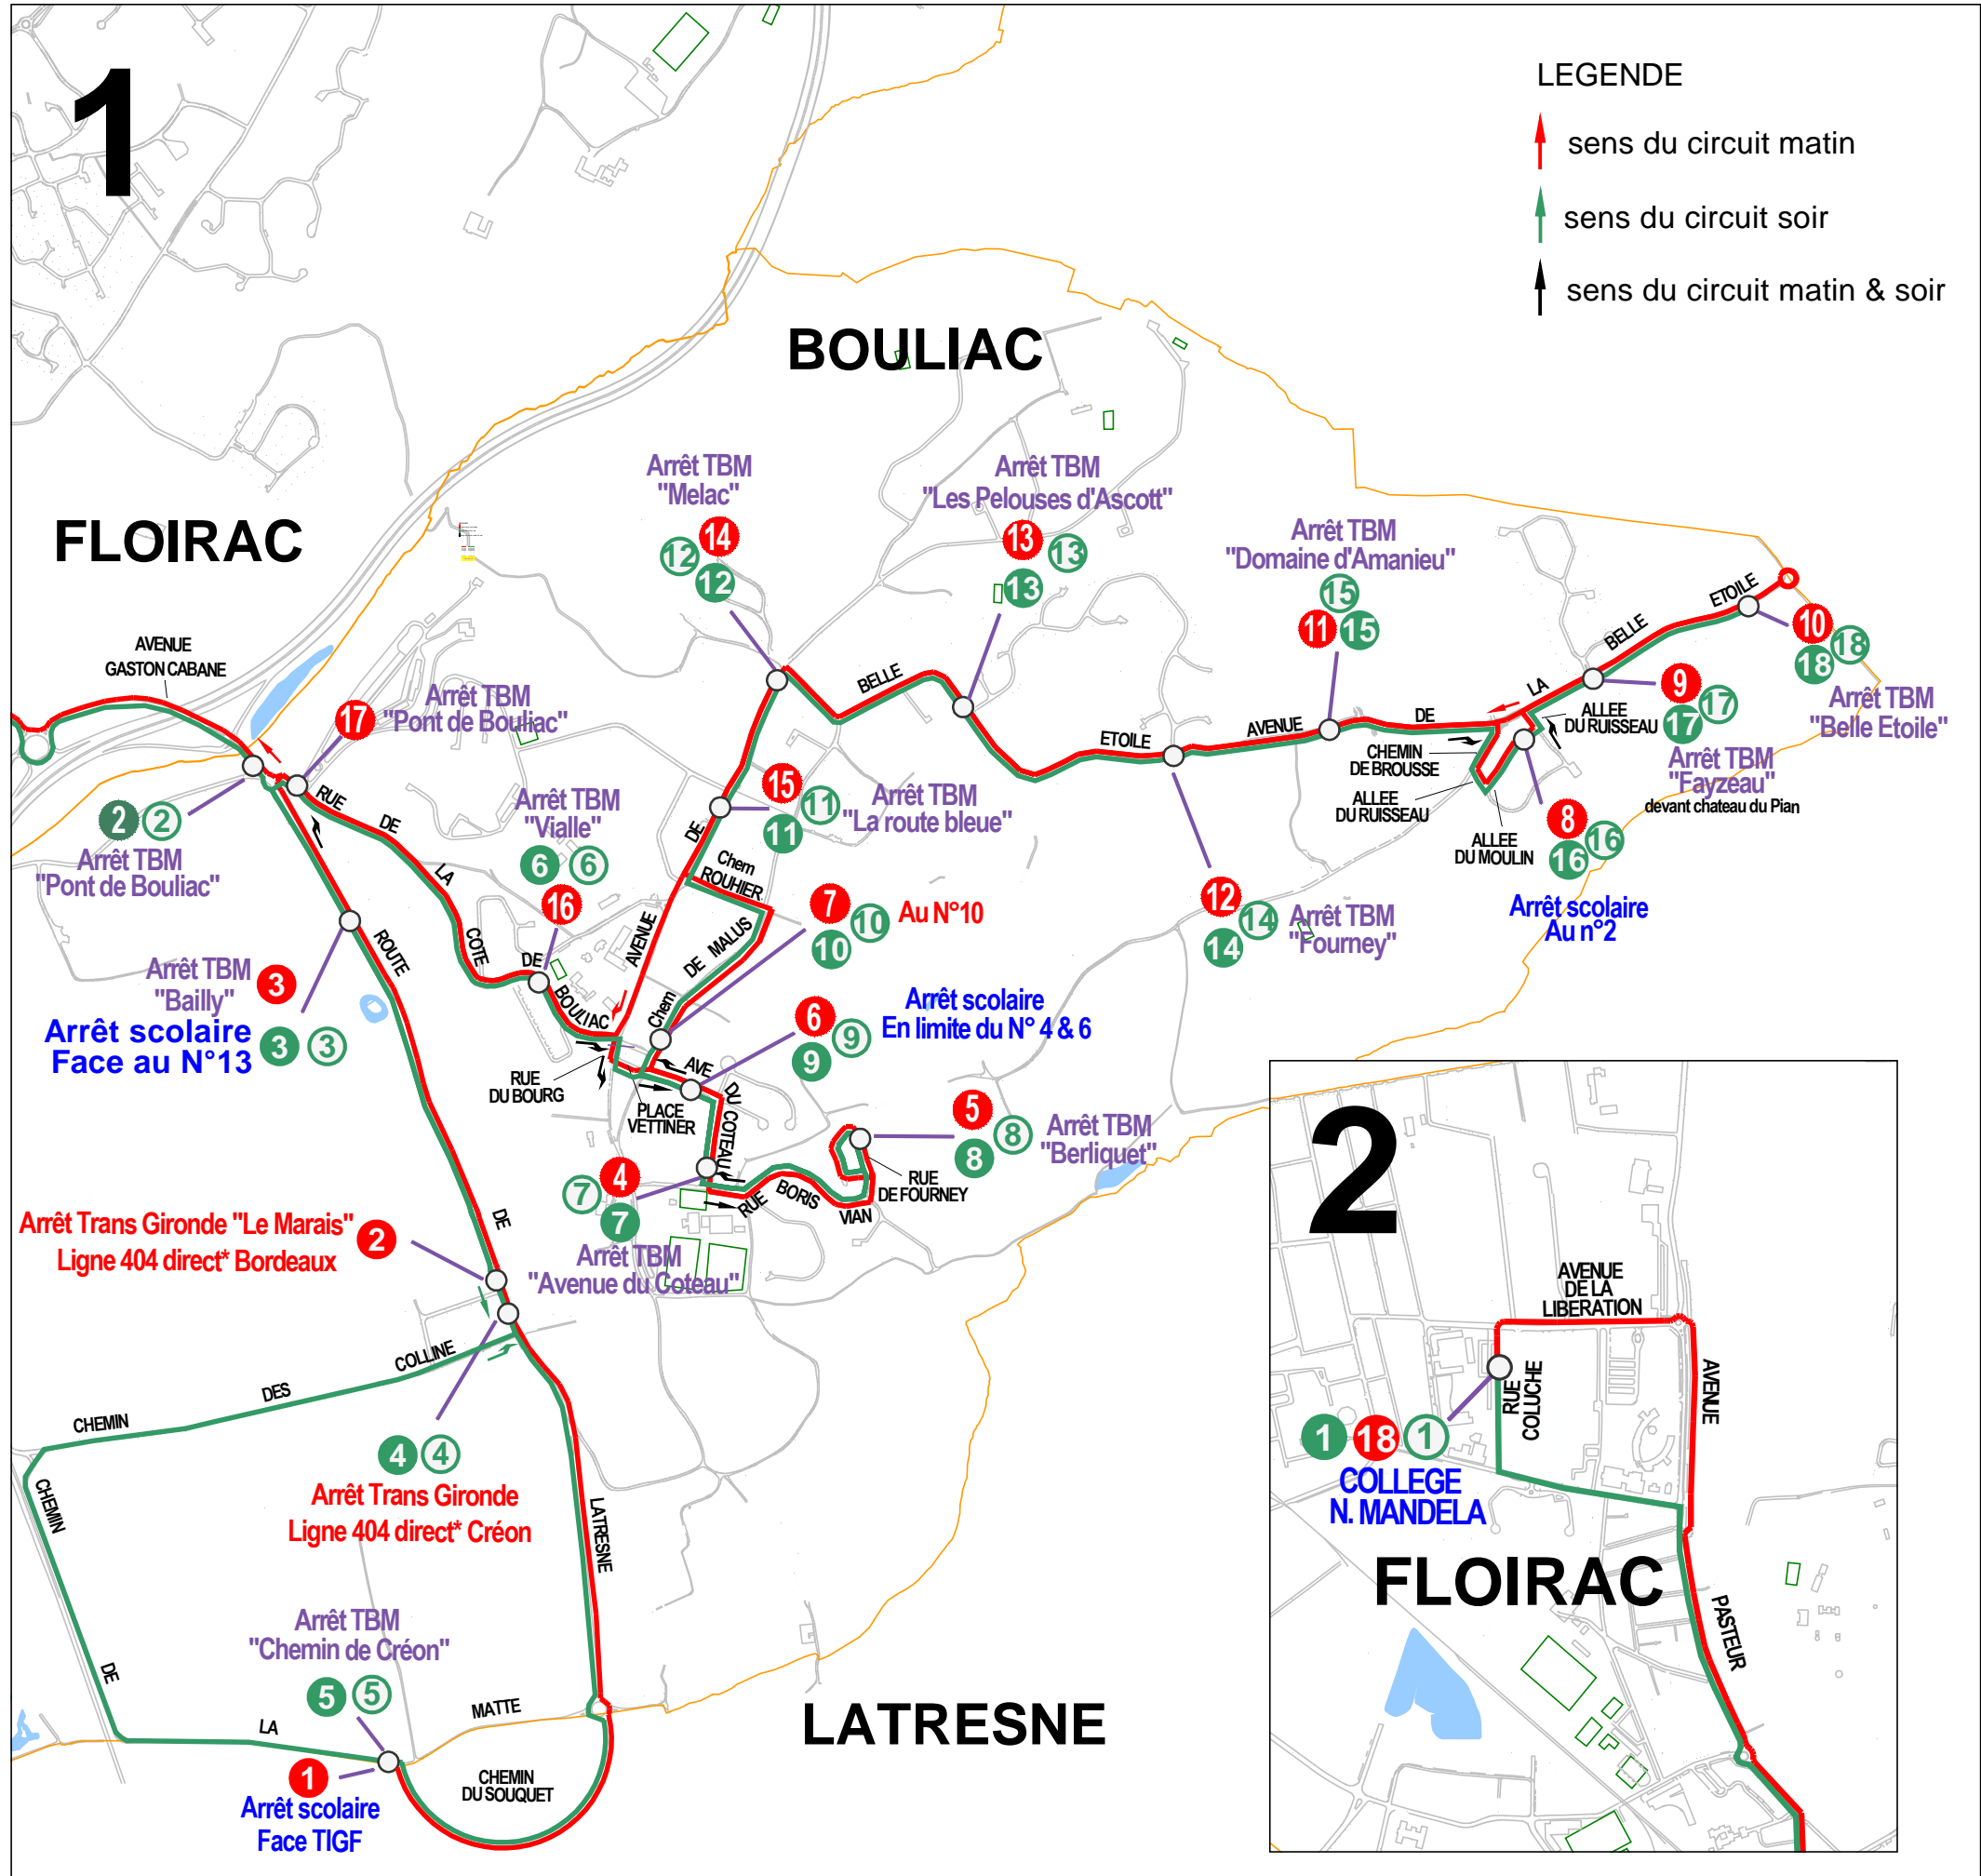 1
LEGENDE
sens du circuit matin
sens du circuit soir
sens du circuit matin & soir
BOULIAC
FLOIRAC
Arrêt TBM
"Melac"
14
12
12
Arrêt TBM
"Les Pelouses d'Ascott"
13
13
13
Arrêt TBM
"Domaine d'Amanieu"
15
11
15
ETOILE
BELLE
LA
10
18
18
Arrêt TBM
"Belle Etoile"
9
17
17
Arrêt TBM
"Fayzeau"
devant chateau du Pian
ALLEE
DU RUISSEAU
CHEMIN
DE BROUSSE
ALLEE
DU RUISSEAU
ALLEE
DU MOULIN
8
16
16
Arrêt scolaire
Au n°2
DE
AVENUE
ETOILE
BELLE
12
14
14
Arrêt TBM
"Fourney"
AVENUE
GASTON CABANE
17
Arrêt TBM
"Pont de Bouliac"
2
2
Arrêt TBM
"Pont de Bouliac"
RUE
DE
LA
COTE
DE
BOULIAC
Arrêt TBM
"Vialle"
6
6
16
15
11
11
Arrêt TBM
"La route bleue"
DE
AVENUE
Chem
ROUHIER
Chem
DE MALUS
7
10
10
Au N°10
Arrêt TBM
"Bailly"
3
Arrêt scolaire
Face au N°13
3
3
ROUTE
DE
LATRESNE
6
9
9
Arrêt scolaire
En limite du N° 4 & 6
RUE
DU BOURG
PLACE
VETTINER
AVE
DU COTEAU
5
8
8
Arrêt TBM
"Berliquet"
RUE
DE FOURNEY
RUE
BORIS
VIAN
4
7
7
Arrêt TBM
"Avenue du Coteau"
Arrêt Trans Gironde "Le Marais"
Ligne 404 direct* Bordeaux
2
COLLINE
DES
CHEMIN
4
4
Arrêt Trans Gironde
Ligne 404 direct* Créon
CHEMIN
DE
LA
MATTE
Arrêt TBM
"Chemin de Créon"
5
5
1
Arrêt scolaire
Face TIGF
CHEMIN
DU SOUQUET
LATRESNE
2
AVENUE
DE LA
LIBERATION
RUE
COLUCHE
AVENUE
PASTEUR
1
18
1
COLLEGE
N. MANDELA
FLOIRAC